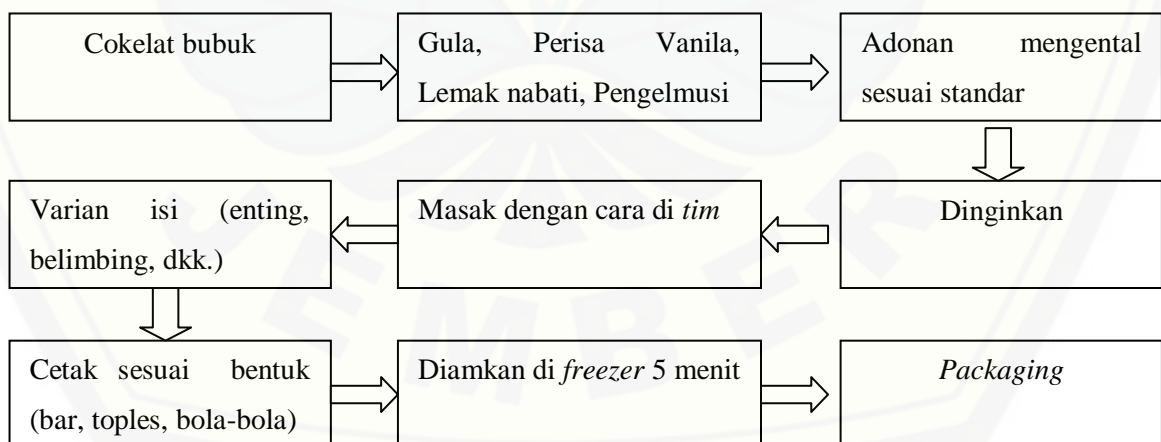 Cokelat bubuk
Gula, Perisa Vanila,
Lemak nabati, Pengelmusi
Adonan mengental
sesuai standar
Dinginkan
Masak dengan cara di tim
Varian isi (enting,
belimbing, dkk.)
Cetak sesuai bentuk
(bar, toples, bola-bola)
Diamkan di freezer 5 menit
Packaging
JEMBER